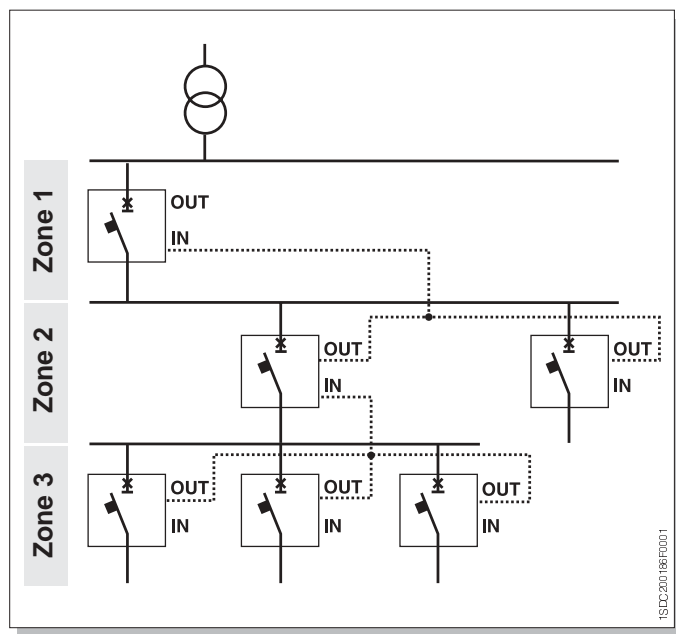 Zone 1
OUT
IN
Zone 2
OUT
IN
OUT
IN
Zone 3
OUT
IN
OUT
IN
OUT
IN
1SDC200186F0001